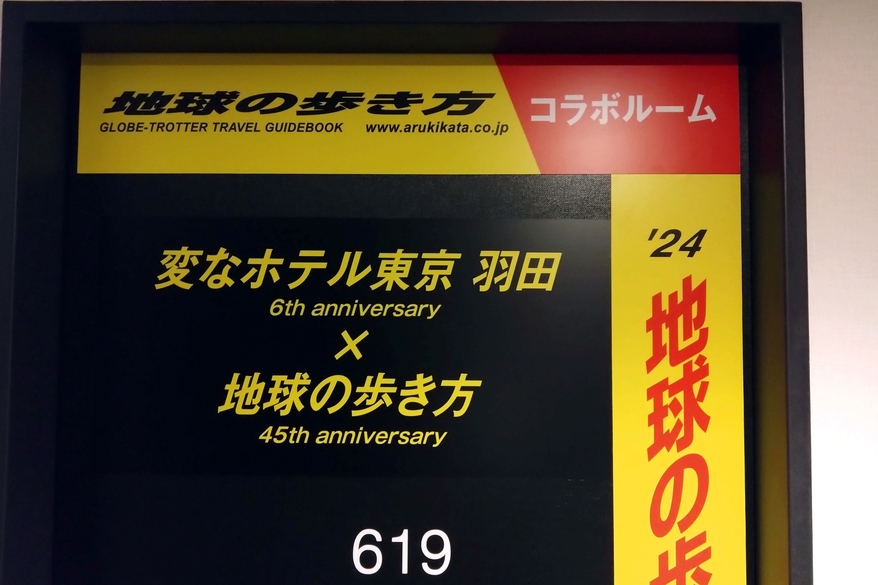 地球の歩き方
コラボルーム
GLOBE-TROTTER TRAVEL GUIDEBOOK www.arukikata.co.jp
変なホテル東京 羽田
6th anniversary
×
地球の歩き方
45th anniversary
619
'24
地球の歩